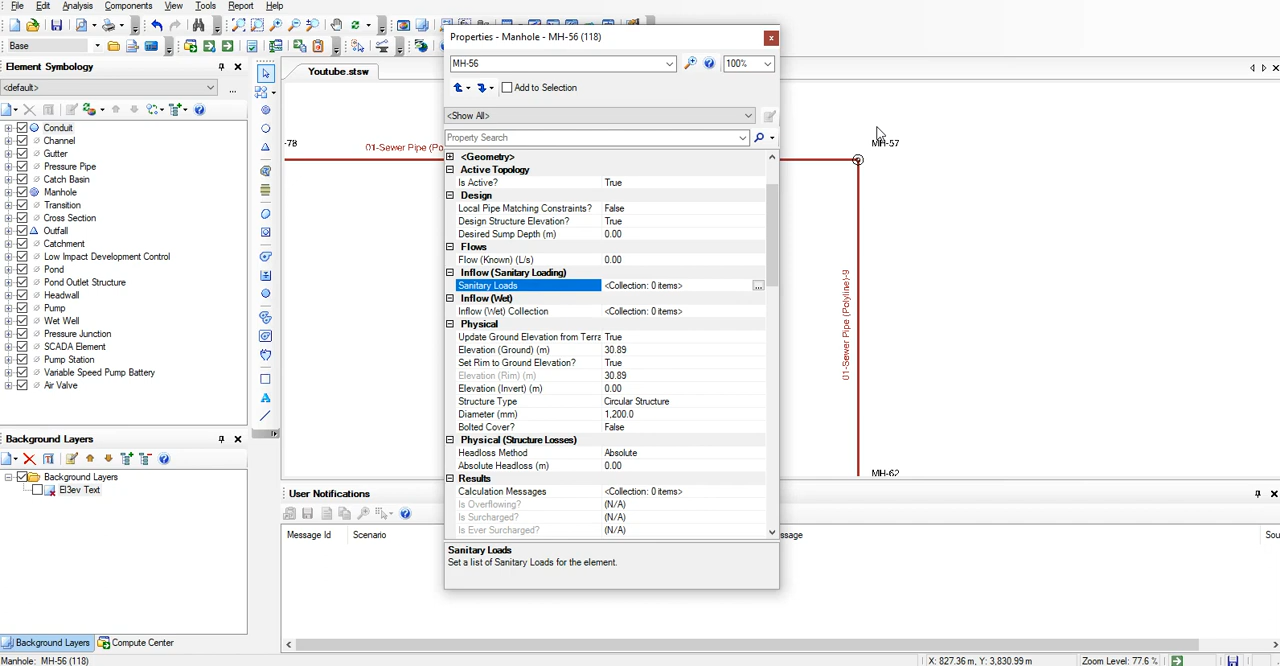 File Edit Analysis Components View Tools Report Help
Base
Element Symbology
<default>
...
Conduit
Channel
Gutter
Pressure Pipe
Catch Basin
Manhole
Transition
Cross Section
Outfall
Catchment
Low Impact Development Control
Pond
Pond Outlet Structure
Headwall
Pump
Wet Well
Pressure Junction
SCADA Element
Pump Station
Variable Speed Pump Battery
Air Valve
Background Layers
Background Layers
El3ev Text
Background Layers Compute Center
Manhole: MH-56 (118)
Youtube.stsw
-78
01-Sewer Pipe (Po
MH-57
01-Sewer Pipe (Polyline)-9
MH-62
Properties - Manhole - MH-56 (118)
MH-56
100%
Add to Selection
<Show All>
Property Search
<Geometry>
Active Topology
Is Active? True
Design
Local Pipe Matching Constraints? False
Design Structure Elevation? True
Desired Sump Depth (m) 0.00
Flows
Flow (Known) (L/s) 0.00
Inflow (Sanitary Loading)
Sanitary Loads <Collection: 0 items> ...
Inflow (Wet)
Inflow (Wet) Collection <Collection: 0 items>
Physical
Update Ground Elevation from Terra True
Elevation (Ground) (m) 30.89
Set Rim to Ground Elevation? True
Elevation (Rim) (m) 30.89
Elevation (Invert) (m) 0.00
Structure Type Circular Structure
Diameter (mm) 1,200.0
Bolted Cover? False
Physical (Structure Losses)
Headloss Method Absolute
Absolute Headloss (m) 0.00
Results
Calculation Messages <Collection: 0 items>
Is Overflowing? (N/A)
Is Surcharged? (N/A)
Is Ever Surcharged? (N/A)
Sanitary Loads
Set a list of Sanitary Loads for the element.
User Notifications
Message Id Scenario
ssage
Sou
X: 827.36 m, Y: 3,830.99 m
Zoom Level: 77.6 %